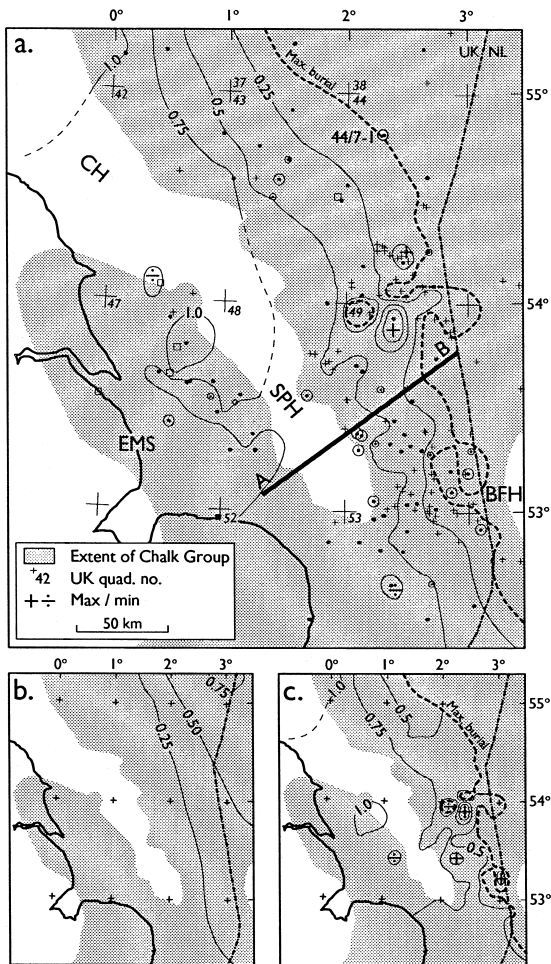 a.
0° 1° 2° 3°
UK NL
1.0
42
37
43
0.25
Max. burial
38
44
55°
0.5
0.75
44/7-1
CH
47
48
1.0
49
54°
B
SPH
EMS
A
BFH
52
53
53°
Extent of Chalk Group
+42 UK quad. no.
+ ÷ Max / min
50 km
b.
0° 1° 2° 3°
0.75
0.50
0.25
c.
0° 1° 2° 3°
1.0
0.75
0.5
Max. burial
55°
1.0
54°
0.5
53°